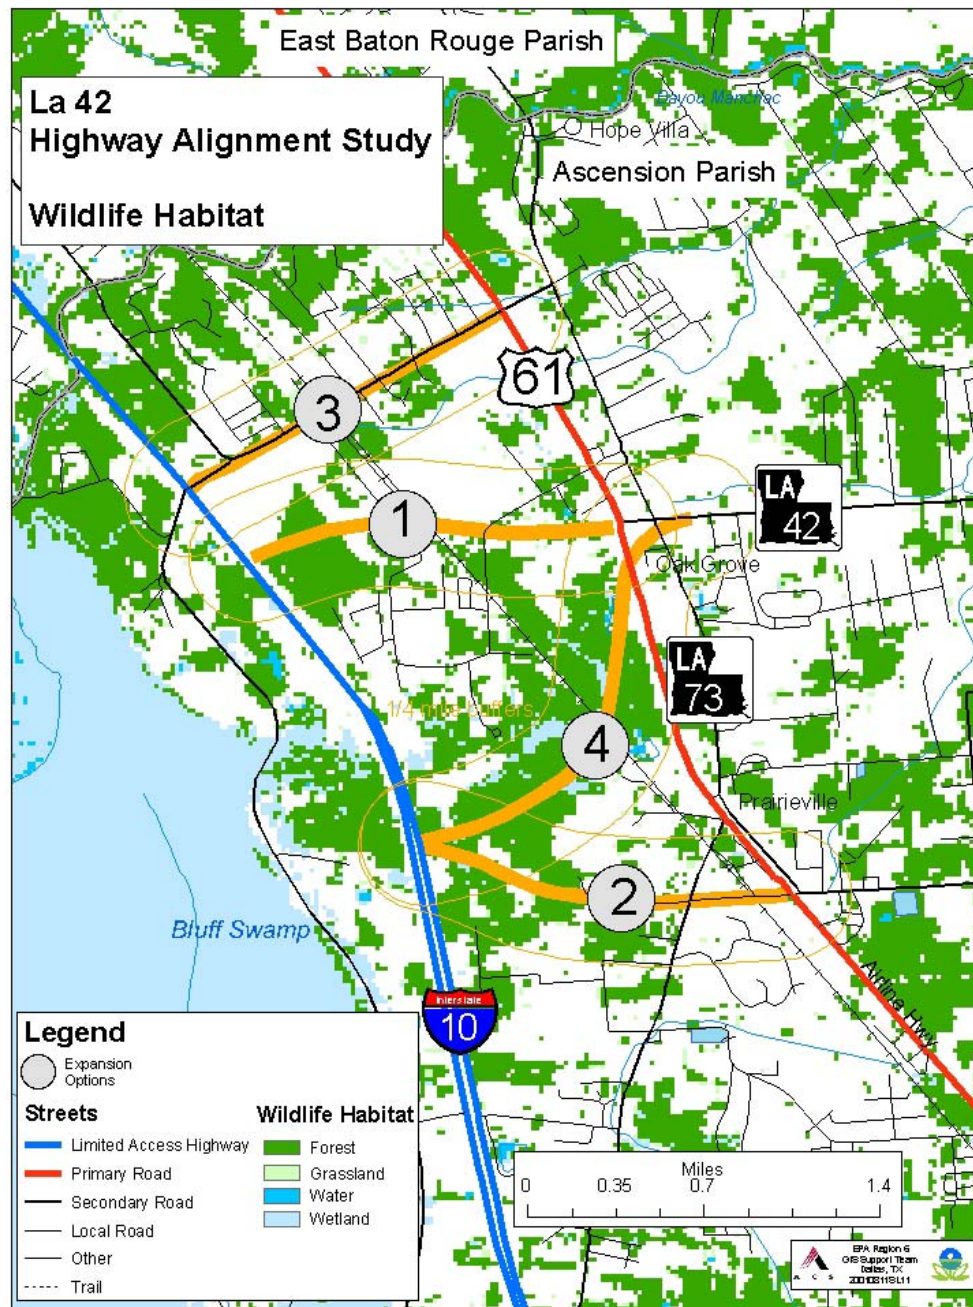 East Baton Rouge Parish
La 42
Highway Alignment Study
Wildlife Habitat
Bayou Manchac
Hope Villa
Ascension Parish
61
3
1
LA
42
Oak Grove
LA
73
1/4 mile buffers
4
Prairieville
2
Bluff Swamp
Airline Hwy
Interstate
10
Legend
Expansion
Options
Streets
Limited Access Highway
Primary Road
Secondary Road
Local Road
Other
Trail
Wildlife Habitat
Forest
Grassland
Water
Wetland
Miles
0 0.35 0.7 1.4
A C S
EPA Region 6
GIS Support Team
Dallas, TX